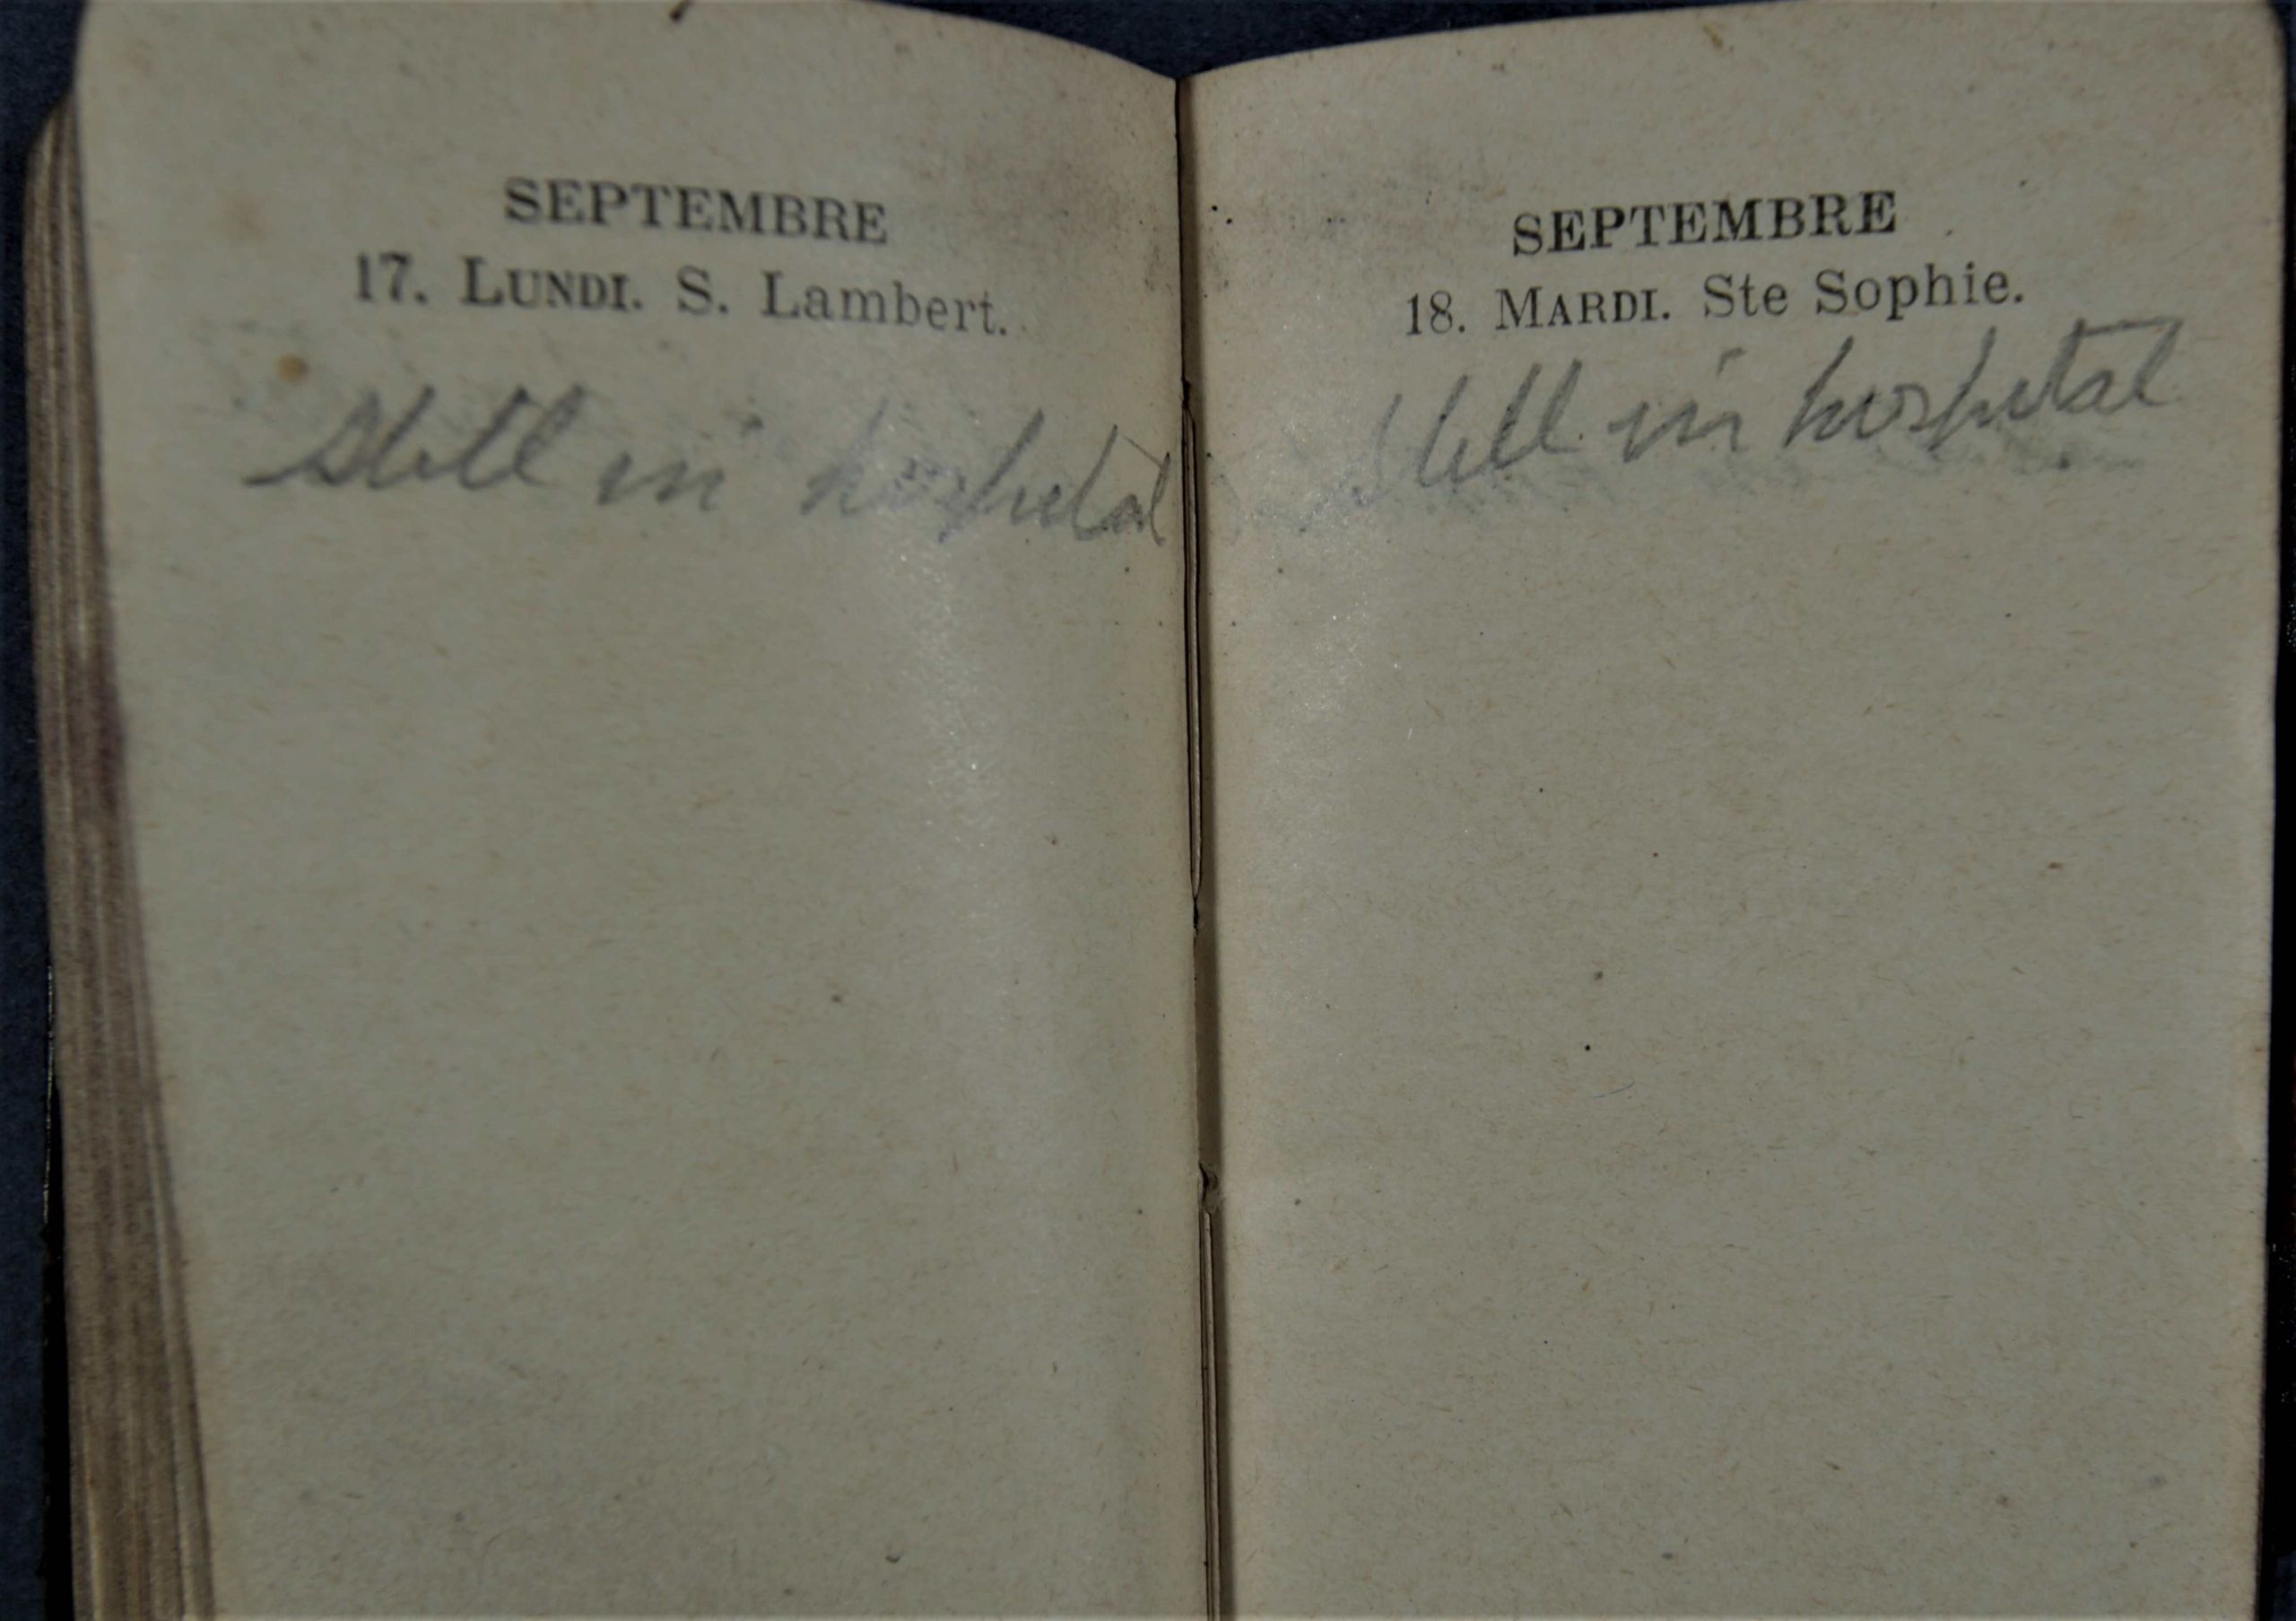 SEPTEMBRE
17. LUNDI. S. Lambert.
Still in hospital
SEPTEMBRE
18. MARDI. Ste Sophie.
Still in hospital